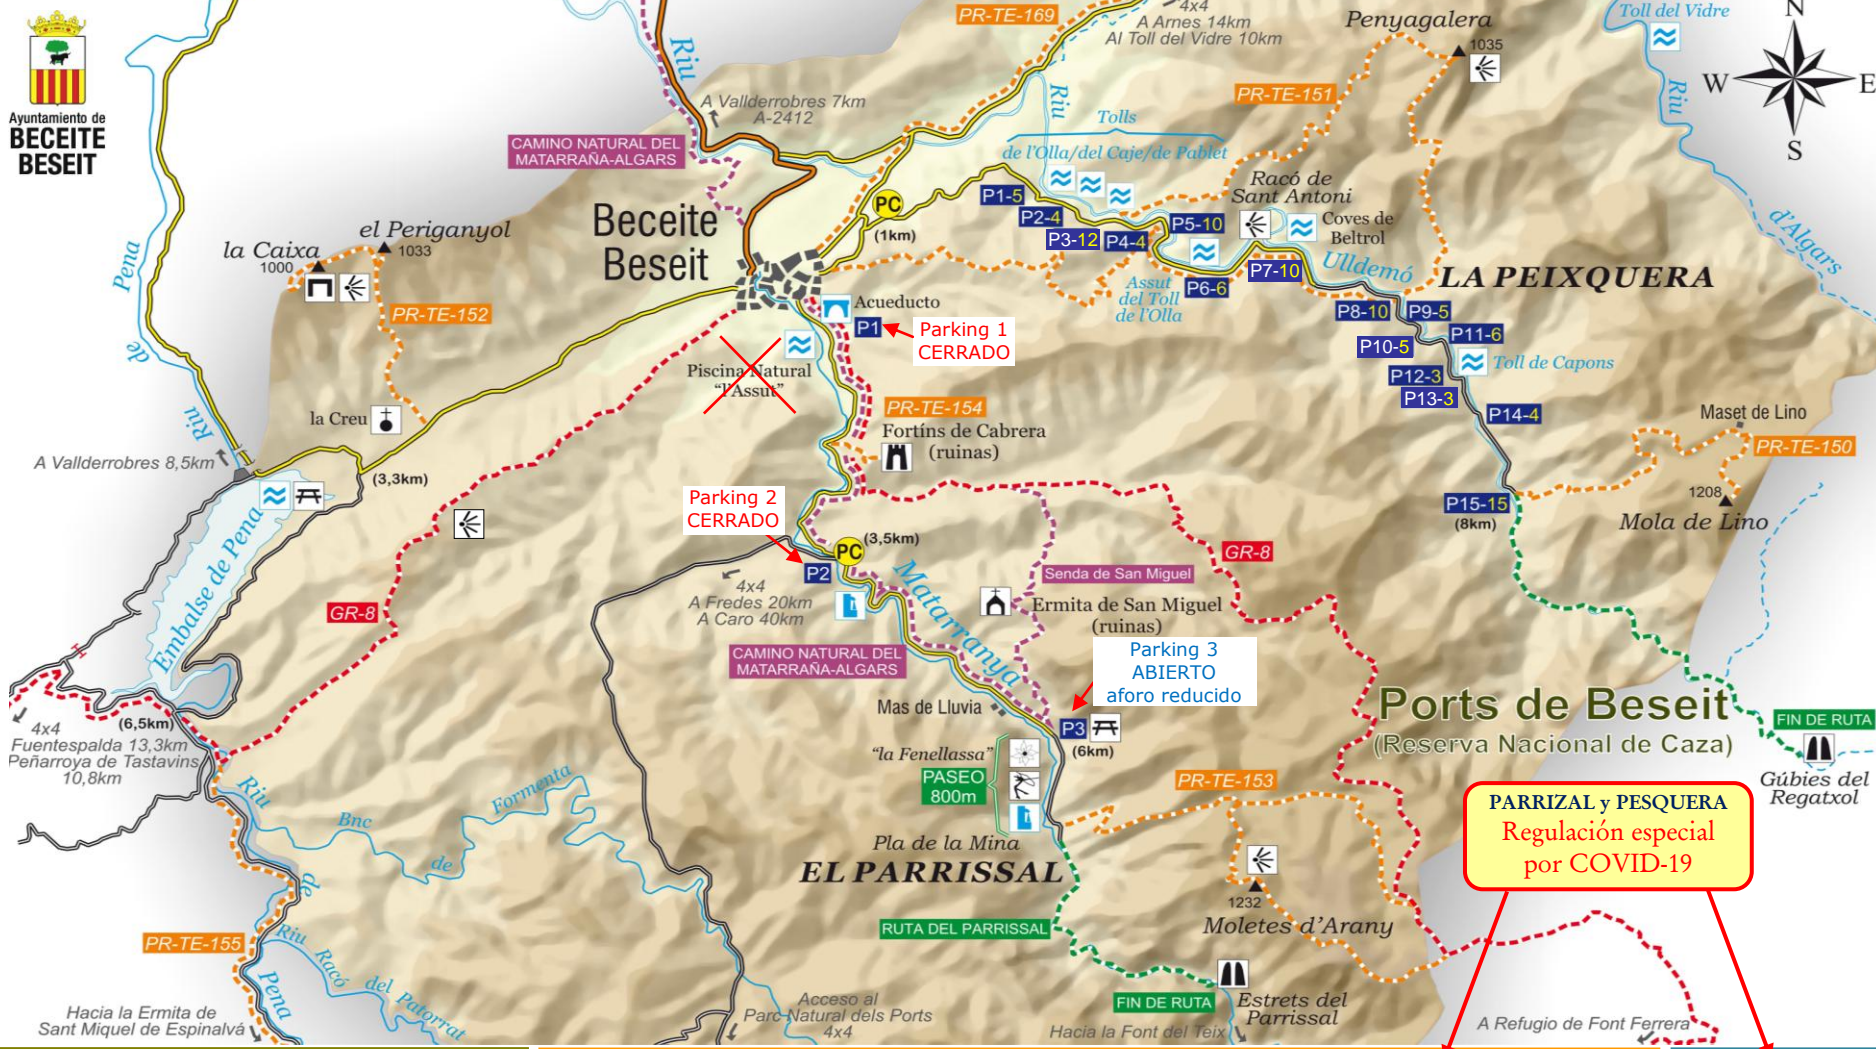 Ayuntamiento de
BECEITE
BESEIT
PR-TE-169
4x4
A Arnes 14km
Al Toll del Vidre 10km
Penyagalera
1035
Toll del Vidre
N
W
E
S
Riu
A Vallderrobres 7km
A-2412
Riu
PR-TE-151
Riu
CAMINO NATURAL DEL
MATARRAÑA-ALGARS
Tolls
de l'Olla/del Caje/de Pablet
Racó de
Sant Antoni
PC
(1km)
P1-5
P2-4
P3-12
P4-4
P5-10
Coves de
Beltrol
d'Algars
Beceite
Beseit
el Periganyol
1033
la Caixa
1000
PR-TE-152
Pena
de
Riu
Assut
del Toll
de l'Olla
P6-6
P7-10
Ulldemó
LA PEIXQUERA
P8-10
P9-5
P10-5
P11-6
Toll de Capons
P12-3
P13-3
P14-4
Acueducto
P1
Parking 1
CERRADO
Piscina Natural
"l'Assut"
la Creu
PR-TE-154
Fortíns de Cabrera
(ruinas)
Maset de Lino
PR-TE-150
1208
Mola de Lino
P15-15
(8km)
A Vallderrobres 8,5km
(3,3km)
Embalse de Pena
Parking 2
CERRADO
PC
(3,5km)
P2
GR-8
GR-8
4x4
A Fredes 20km
A Caro 40km
Matarranya
Senda de San Miguel
Ermita de San Miguel
(ruinas)
CAMINO NATURAL DEL
MATARRAÑA-ALGARS
Parking 3
ABIERTO
aforo reducido
Mas de Lluvia
P3
(6km)
"la Fenellassa"
PASEO
800m
Pla de la Mina
EL PARRISSAL
Ports de Beseit
(Reserva Nacional de Caza)
FIN DE RUTA
Gúbies del
Regatxol
(6,5km)
4x4
Fuentespalda 13,3km
Peñarroya de Tastavins
10,8km
Riu
de
Pena
Bnc
de
Formenta
PR-TE-153
1232
Moletes d'Arany
PARRIZAL y PESQUERA
Regulación especial
por COVID-19
RUTA DEL PARRISSAL
PR-TE-155
Riu
Racó
del Patorrat
Hacia la Ermita de
Sant Miquel de Espinalvá
Acceso al
Parc Natural dels Ports
4x4
FIN DE RUTA
Estrets del
Parrissal
Hacia la Font del Teix
A Refugio de Font Ferrera